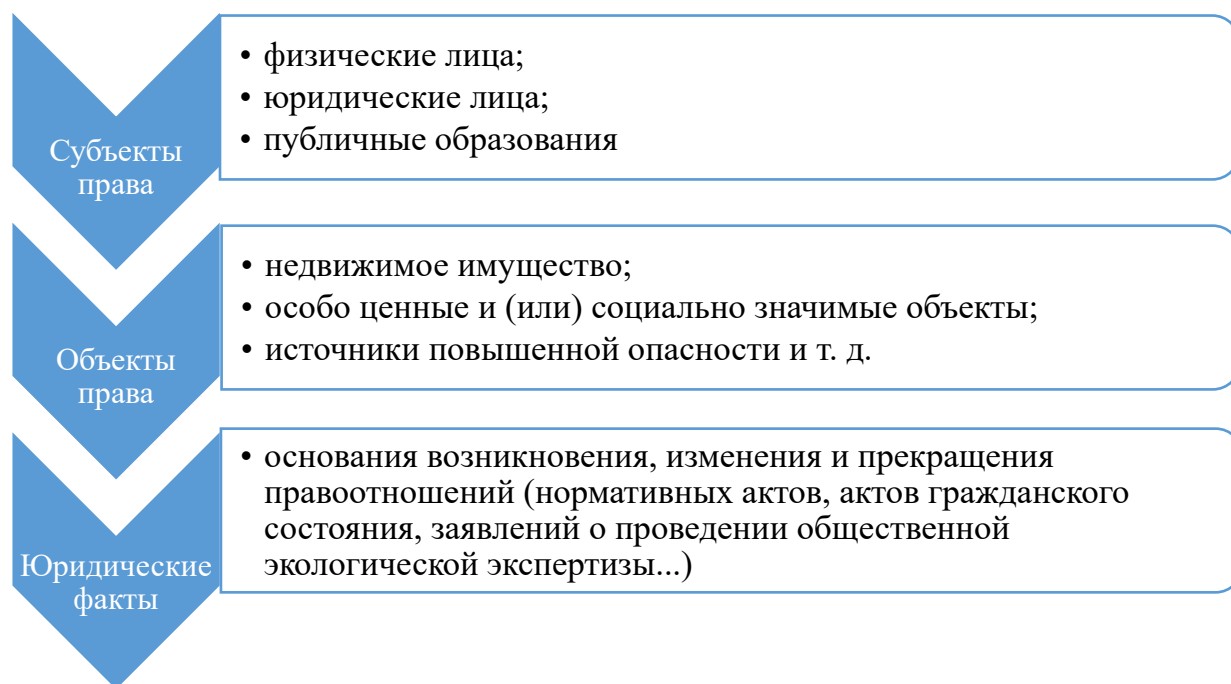 Субъекты
права
• физические лица;
• юридические лица;
• публичные образования
Объекты
права
• недвижимое имущество;
• особо ценные и (или) социально значимые объекты;
• источники повышенной опасности и т. д.
Юридические
факты
• основания возникновения, изменения и прекращения
правоотношений (нормативных актов, актов гражданского
состояния, заявлений о проведении общественной
экологической экспертизы...)